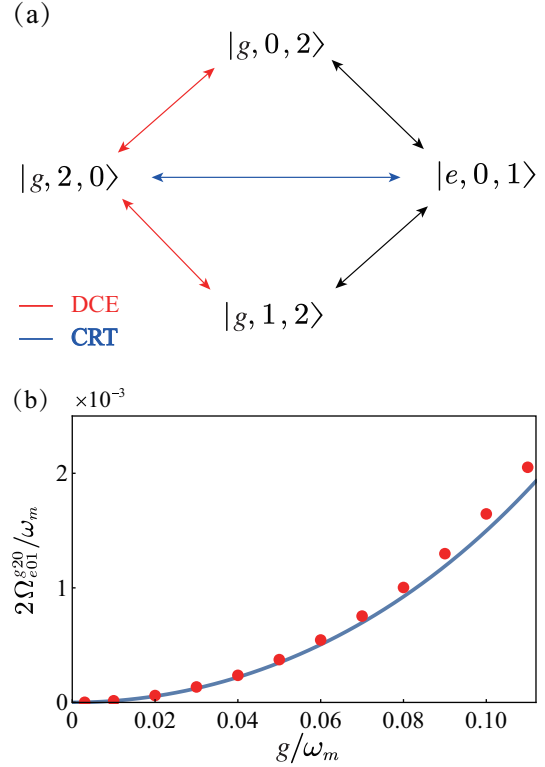 (a)
|g, 0, 2⟩
|g, 2, 0⟩
|e, 0, 1⟩
|g, 1, 2⟩
DCE
CRT
(b)
×10⁻³
2
1
0
2Ω^{g20}_{e01}/ω_m
0 0.02 0.04 0.06 0.08 0.10
g/ω_m